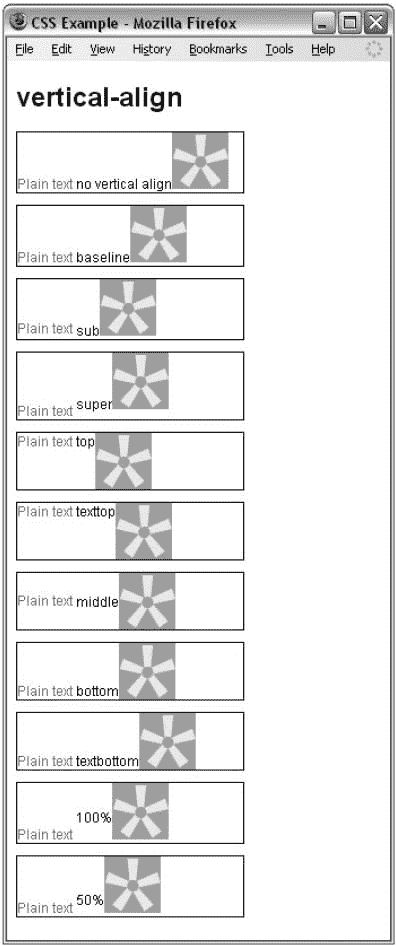 CSS Example - Mozilla Firefox
File Edit View History Bookmarks Tools Help
vertical-align
Plain text no vertical align
Plain text baseline
Plain text sub
Plain text super
Plain text top
Plain text texttop
Plain text middle
Plain text bottom
Plain text textbottom
Plain text 100%
Plain text 50%